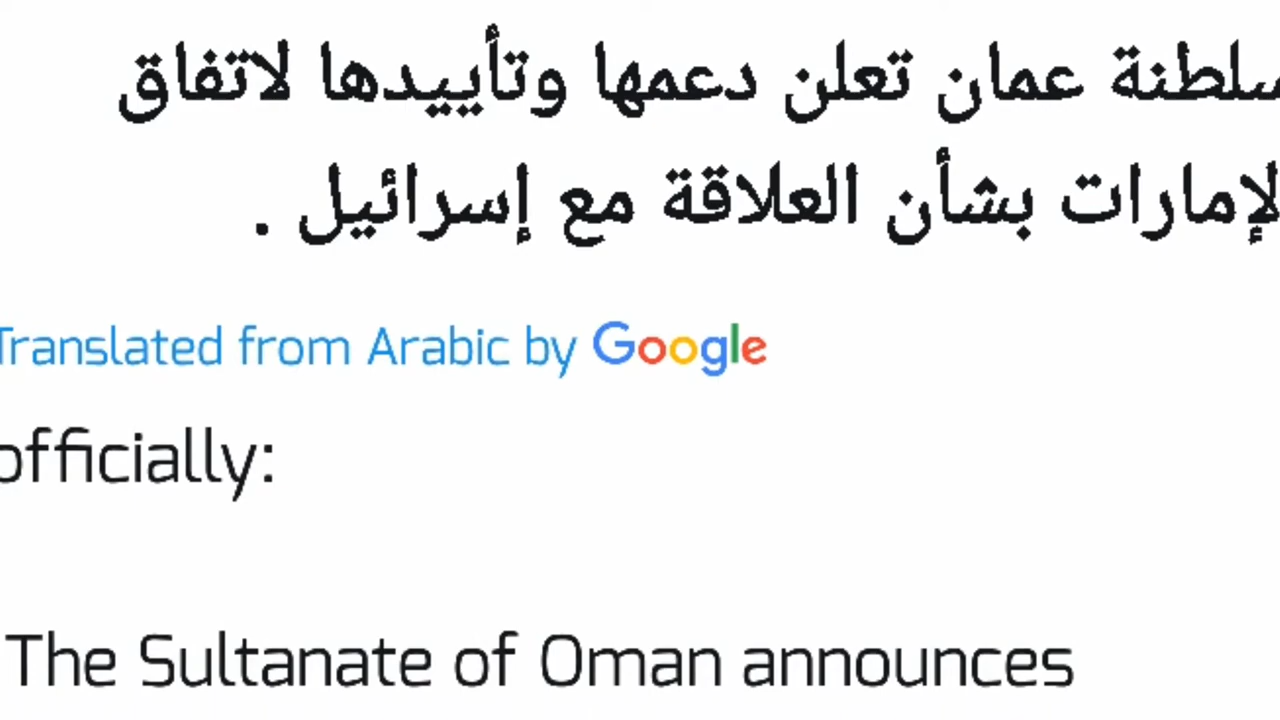 سلطنة عمان تعلن دعمها وتأييدها لاتفاق
لإمارات بشأن العلاقة مع إسرائيل .
Translated from Arabic by Google
officially:
The Sultanate of Oman announces